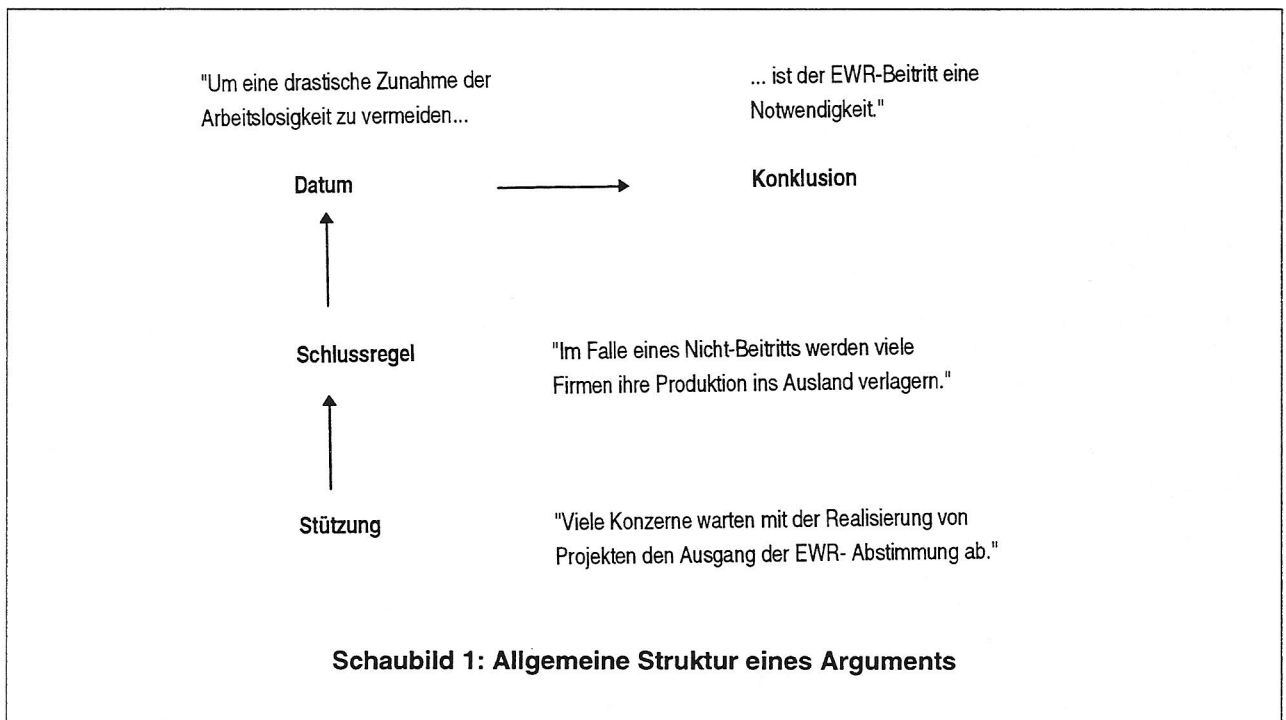 "Um eine drastische Zunahme der
Arbeitslosigkeit zu vermeiden...
... ist der EWR-Beitritt eine
Notwendigkeit."
Datum
Konklusion
Schlussregel
"Im Falle eines Nicht-Beitritts werden viele
Firmen ihre Produktion ins Ausland verlagern."
Stützung
"Viele Konzerne warten mit der Realisierung von
Projekten den Ausgang der EWR- Abstimmung ab."
Schaubild 1: Allgemeine Struktur eines Arguments